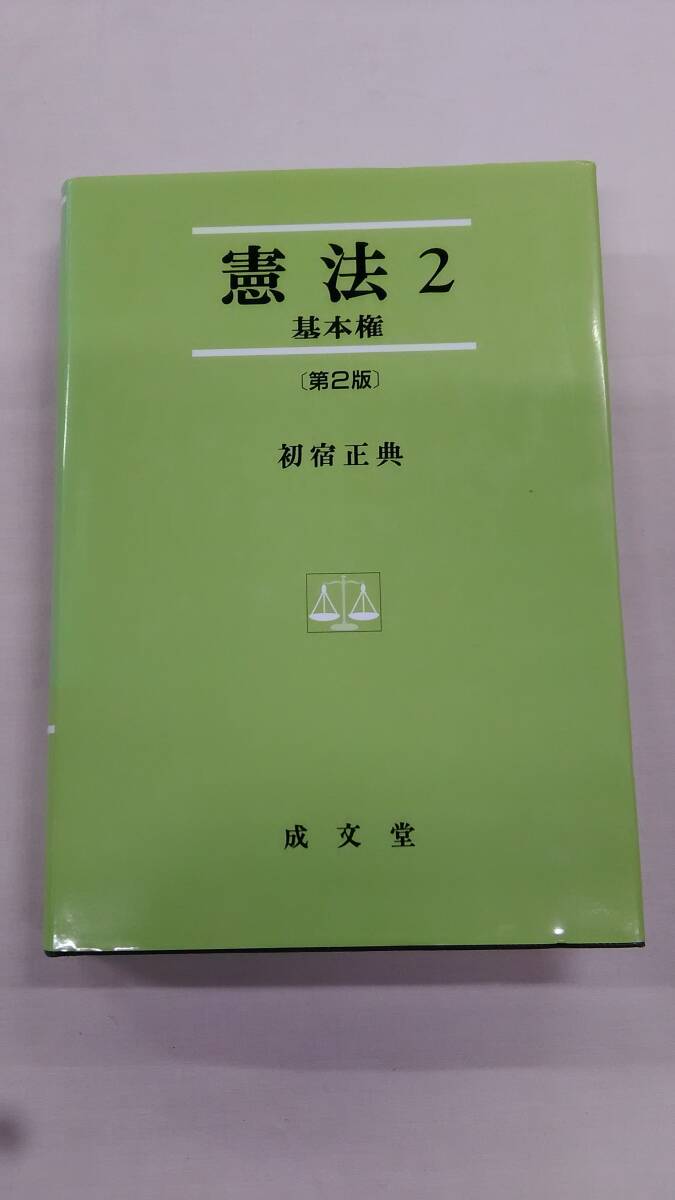 憲法2
基本権
〔第2版〕
初宿正典
成文堂